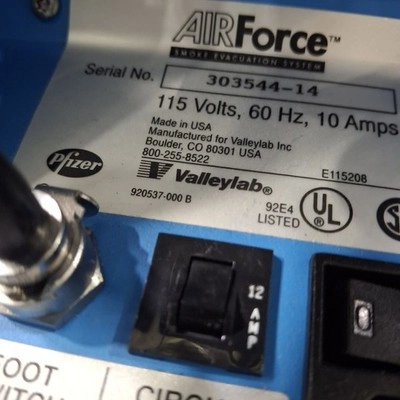 AIRForce™
SMOKE EVACUATION SYSTEM
Serial No. 303544-14
115 Volts, 60 Hz, 10 Amps
Made in USA
Manufactured for Valleylab Inc
Boulder, CO 80301 USA
800-255-8522
Pfizer
Valleylab®
E115208
920537-000 B
92E4
LISTED
UL
®
12
AMP
FOOT